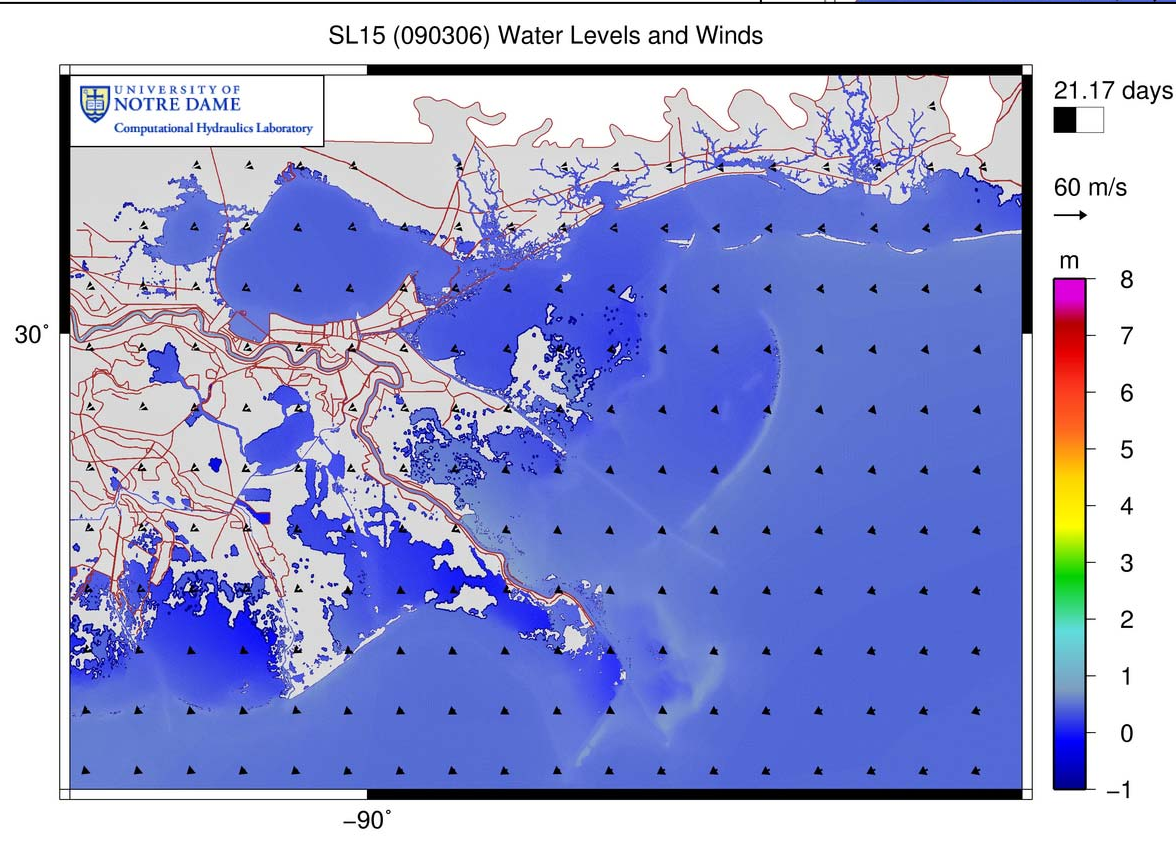 SL15 (090306) Water Levels and Winds
UNIVERSITY OF
NOTRE DAME
Computational Hydraulics Laboratory
21.17 days
60 m/s
m
8
7
6
5
4
3
2
1
0
−1
30°
−90°